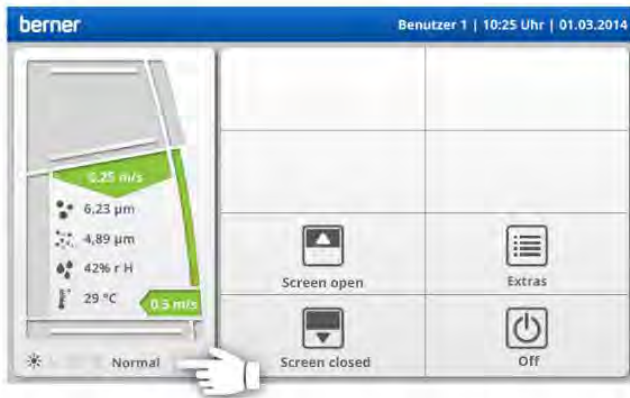 berner
Benutzer 1 | 10:25 Uhr | 01.03.2014
0.25 m/s
6,23 µm
4,89 µm
42% r H
29 °C
0.5 m/s
Normal
Screen open
Extras
Screen closed
Off